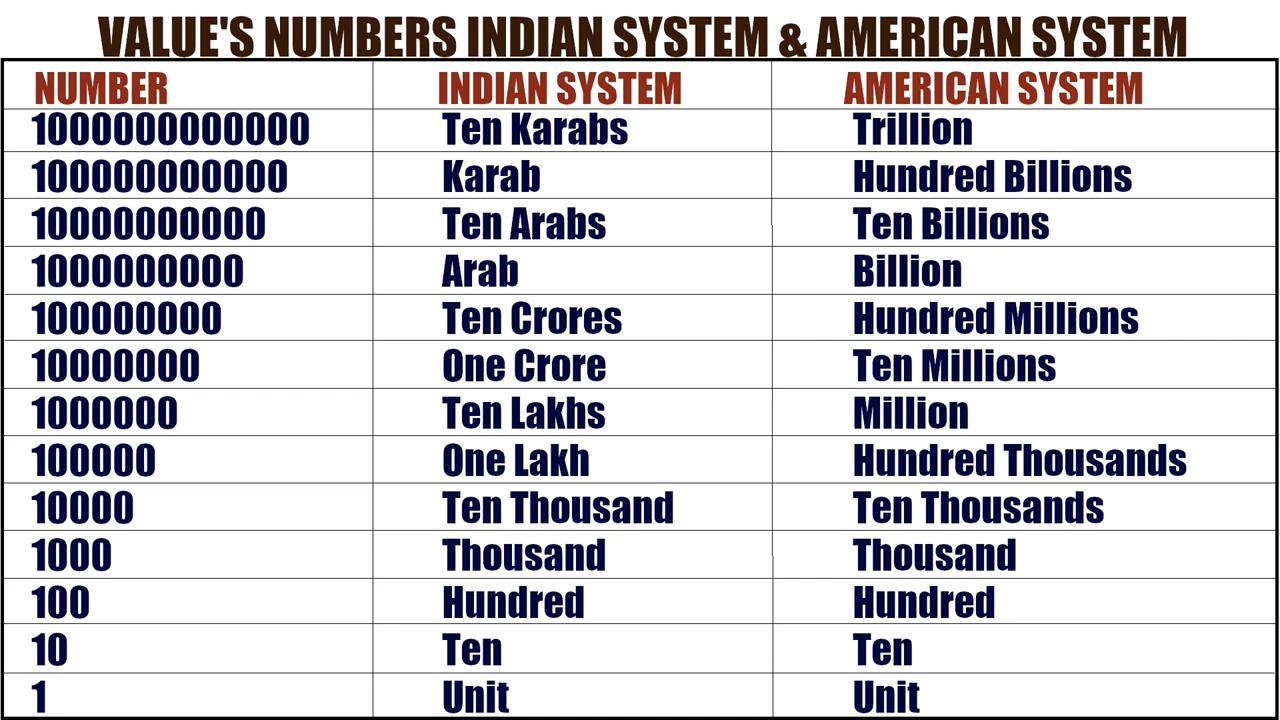 VALUE'S NUMBERS INDIAN SYSTEM & AMERICAN SYSTEM
NUMBER INDIAN SYSTEM AMERICAN SYSTEM
1000000000000 Ten Karabs Trillion
100000000000 Karab Hundred Billions
10000000000 Ten Arabs Ten Billions
1000000000 Arab Billion
100000000 Ten Crores Hundred Millions
10000000 One Crore Ten Millions
1000000 Ten Lakhs Million
100000 One Lakh Hundred Thousands
10000 Ten Thousand Ten Thousands
1000 Thousand Thousand
100 Hundred Hundred
10 Ten Ten
1 Unit Unit